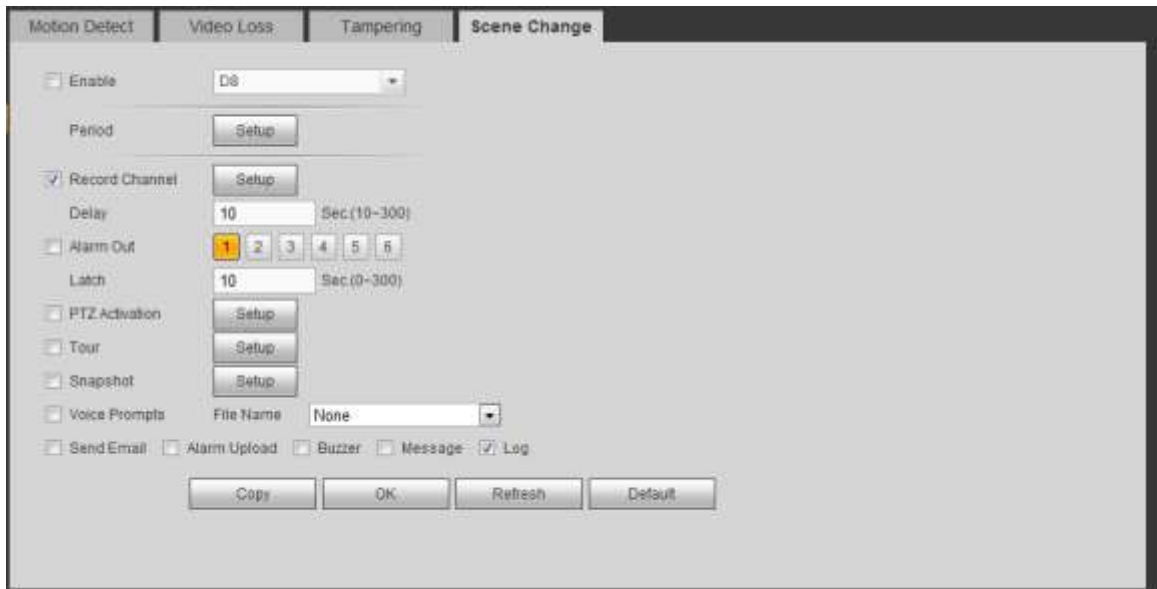 Motion Detect Video Loss Tampering Scene Change
Enable D8
Period Setup
Record Channel Setup
Delay 10 Sec.(10~300)
Alarm Out 1 2 3 4 5 6
Latch 10 Sec.(0~300)
PTZ Activation Setup
Tour Setup
Snapshot Setup
Voice Prompts File Name None
Send Email Alarm Upload Buzzer Message Log
Copy OK Refresh Default